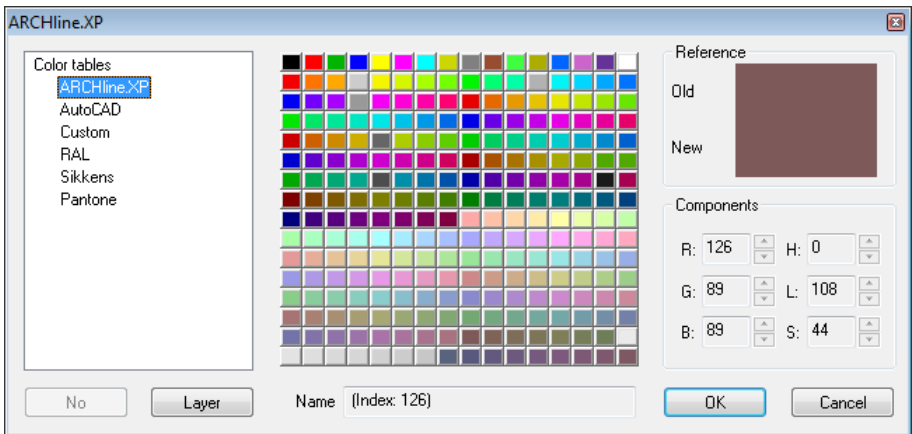 ARCHline.XP
Color tables
ARCHline.XP
AutoCAD
Custom
RAL
Sikkens
Pantone
Reference
Old
New
Components
R: 126 H: 0
G: 89 L: 108
B: 89 S: 44
No Layer Name (Index: 126) OK Cancel